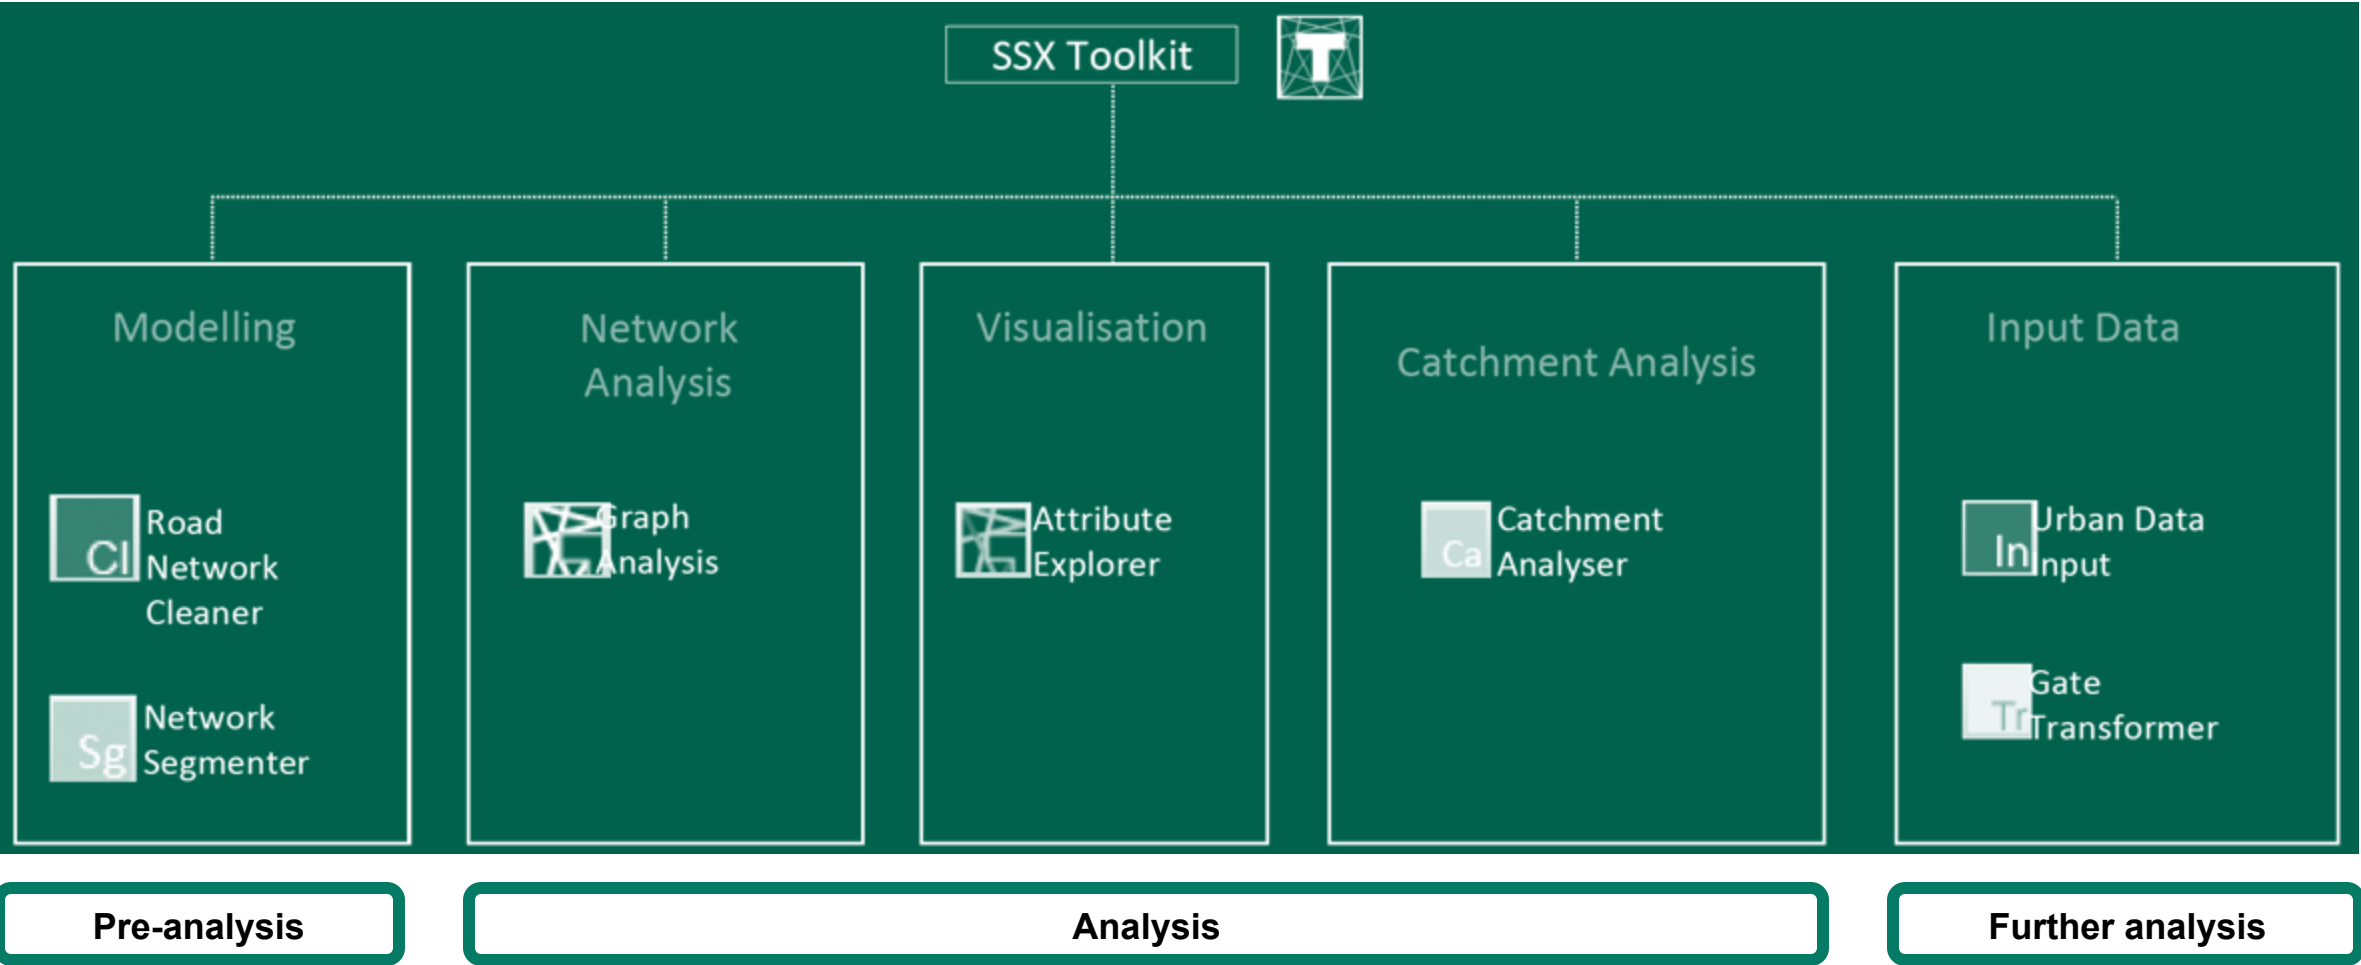 SSX Toolkit
T
Modelling
Cl
Road
Network
Cleaner
Sg
Network
Segmenter
Network
Analysis
Graph
Analysis
Visualisation
Attribute
Explorer
Catchment Analysis
Ca
Catchment
Analyser
Input Data
In
Urban Data
Input
Tr
Gate
Transformer
Pre-analysis
Analysis
Further analysis